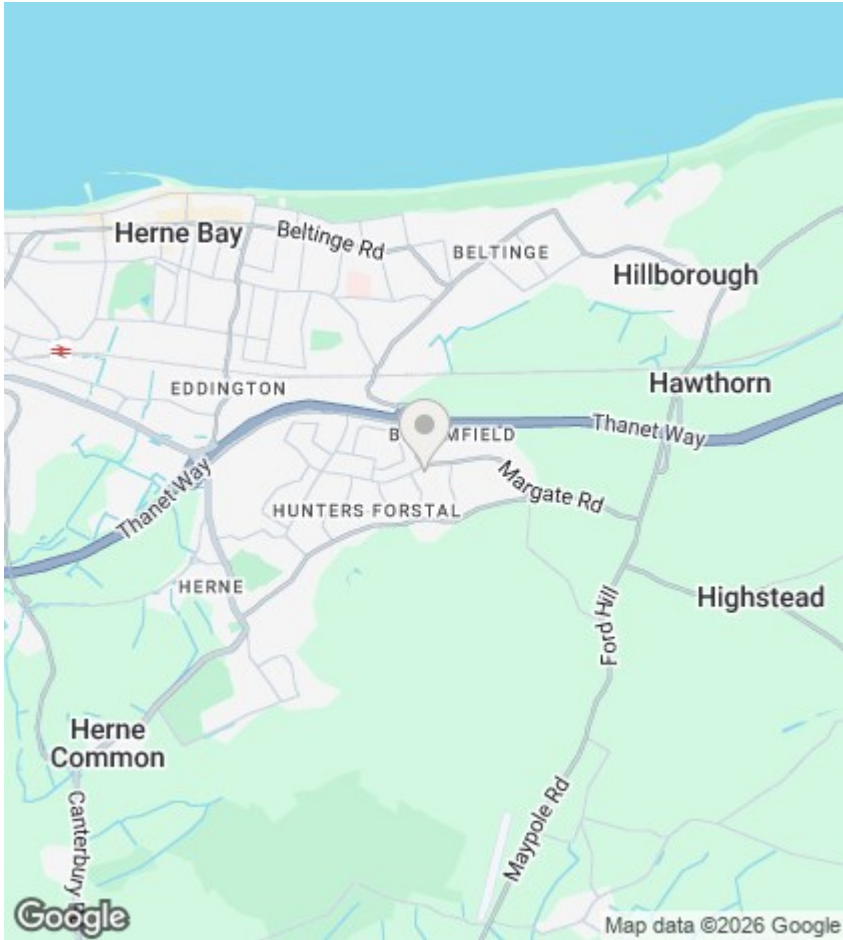 Herne Bay
Beltinge Rd
BELTINGE
Hillborough
EDDINGTON
Hawthorn
Thanet Way
Margate Rd
HUNTERS FORSTAL
Thanet Way
HERNE
Highstead
Ford Hill
Herne
Common
Maypole Rd
Canterbury
Google
Map data ©2026 Google